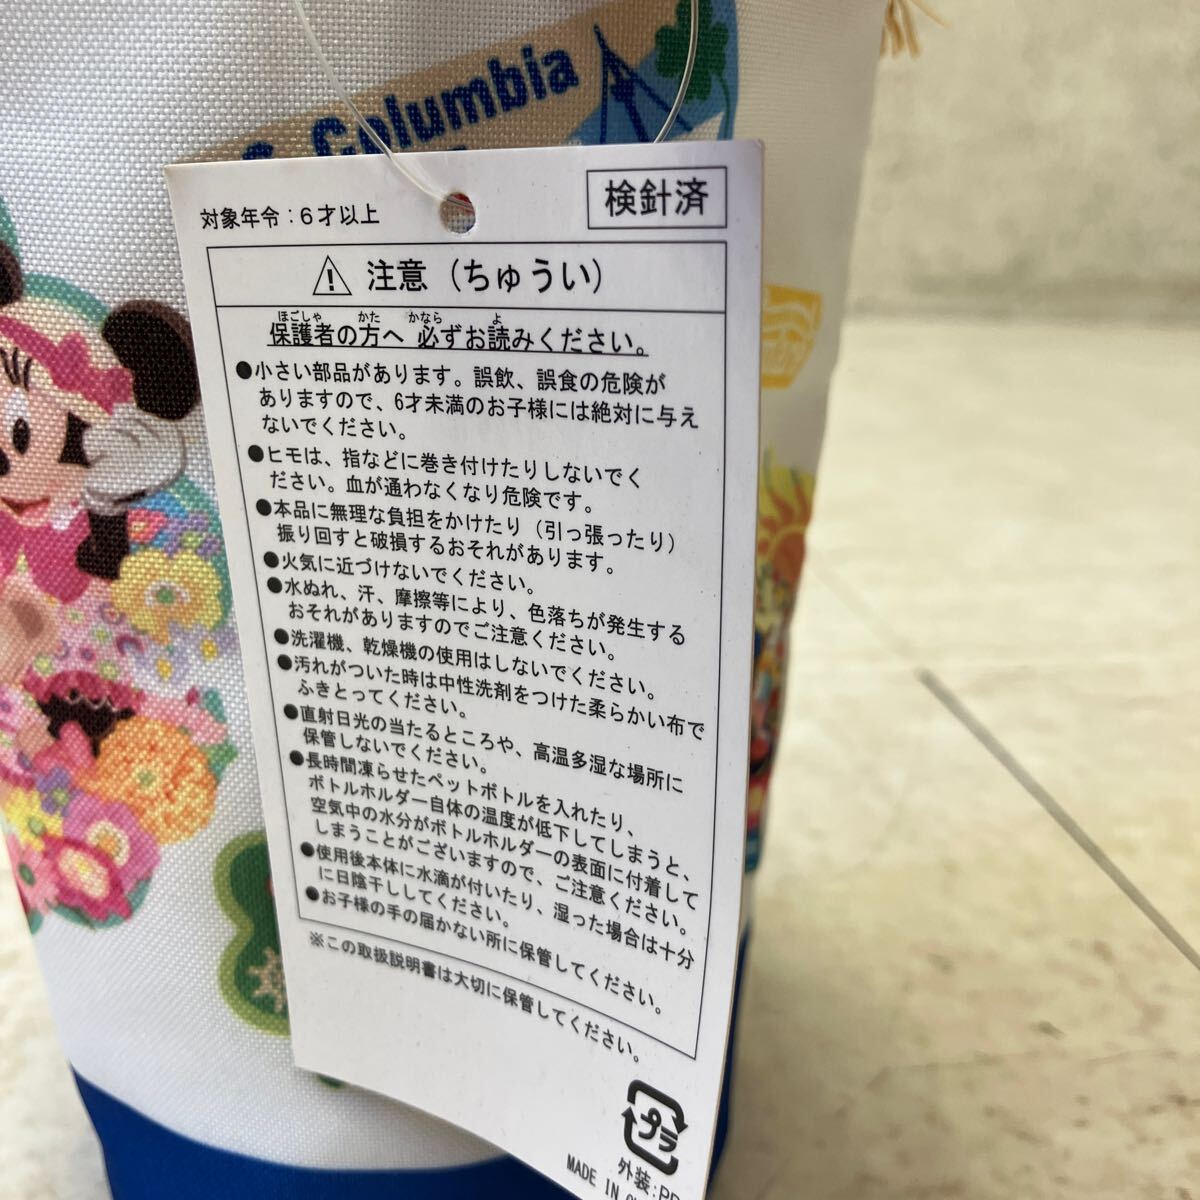 Columbia
対象年令：6才以上
検針済
注意（ちゅうい）
ほごしゃ かた かなら よ
保護者の方へ 必ずお読みください。
●小さい部品があります。誤飲、誤食の危険が
ありますので、6才未満のお子様には絶対に与え
ないでください。
●ヒモは、指などに巻き付けたりしないでく
ださい。血が通わなくなり危険です。
●本品に無理な負担をかけたり（引っ張ったり）
振り回すと破損するおそれがあります。
●火気に近づけないでください。
●水ぬれ、汗、摩擦等により、色落ちが発生する
おそれがありますのでご注意ください。
●洗濯機、乾燥機の使用はしないでください。
●汚れがついた時は中性洗剤をつけた柔らかい布で
ふきとってください。
●直射日光の当たるところや、高温多湿な場所に
保管しないでください。
●長時間凍らせたペットボトルを入れたり、
ボトルホルダー自体の温度が低下してしまうと、
空気中の水分がボトルホルダーの表面に付着して
しまうことがございますので、ご注意ください。
●使用後本体に水滴が付いたり、湿った場合は十分
に日陰干ししてください。
●お子様の手の届かない所に保管してください。
※この取扱説明書は大切に保管してください。
プラ
外装:PP
MADE IN